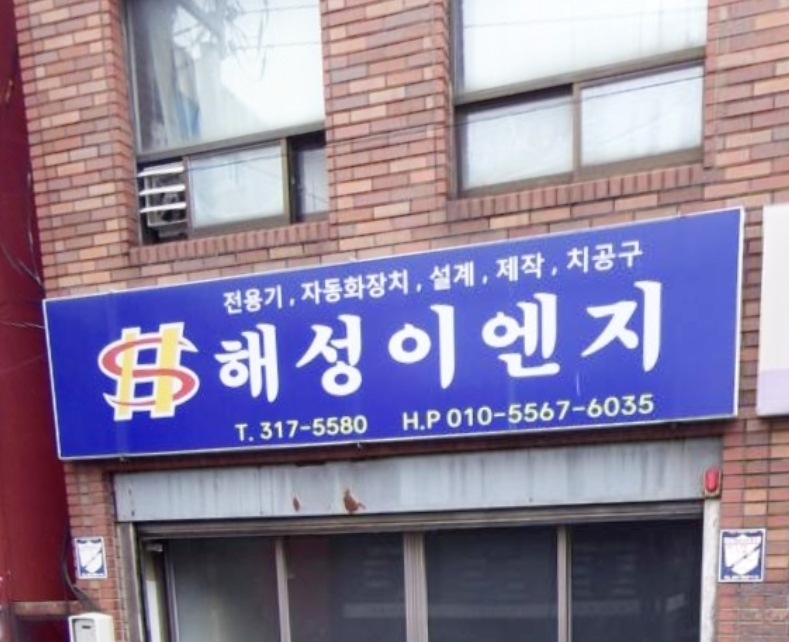 전용기, 자동화장치, 설계, 제작, 치공구
해성이엔지
T. 317-5580 H.P 010-5567-6035